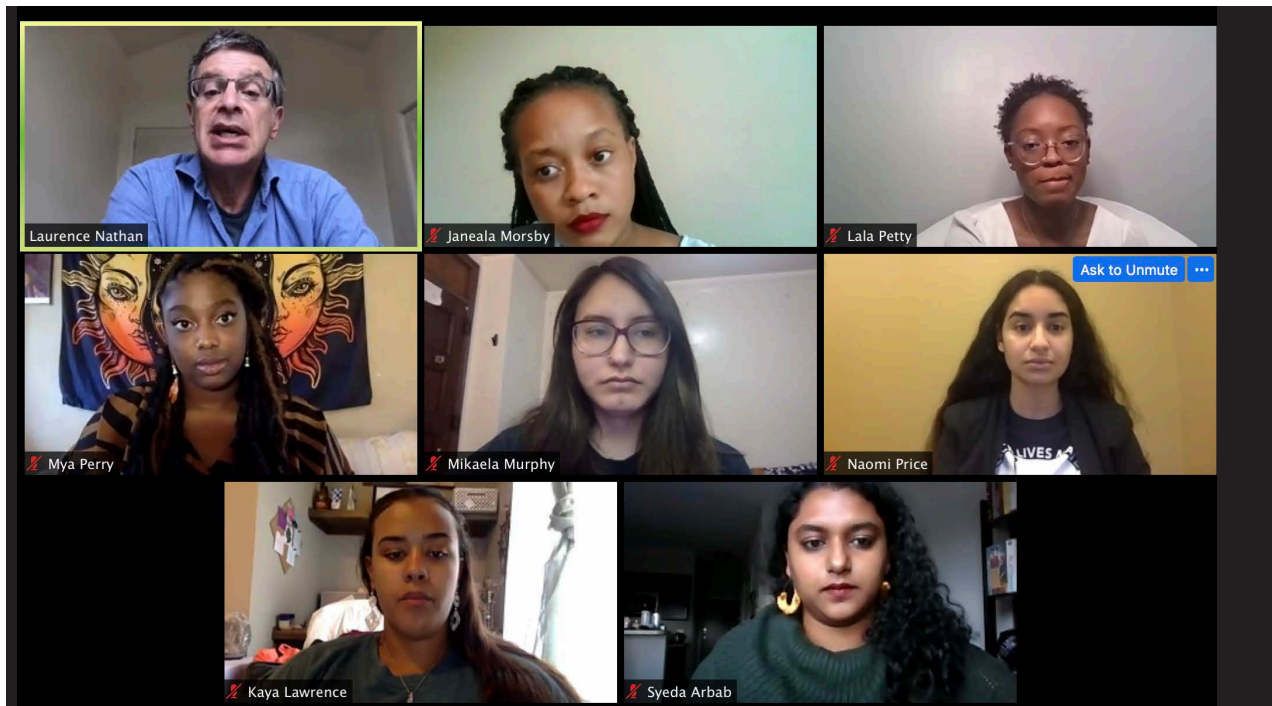 Laurence Nathan
Janeala Morsby
Lala Petty
Ask to Unmute
Mya Perry
Mikaela Murphy
LIVES
Naomi Price
Kaya Lawrence
Syeda Arbab